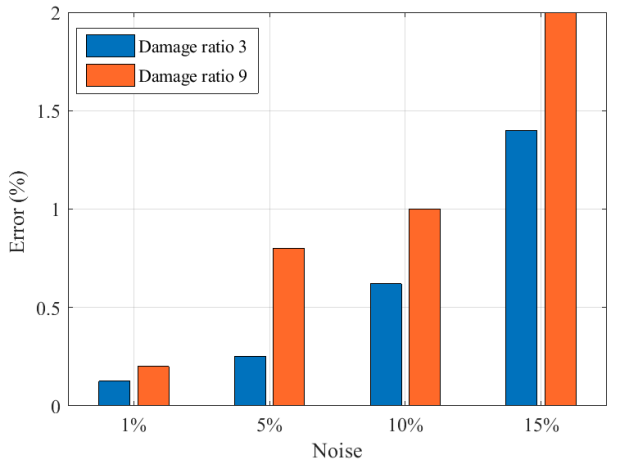 2
Damage ratio 3
Damage ratio 9
1.5
1
0.5
0
Error (%)
1% 5% 10% 15%
Noise